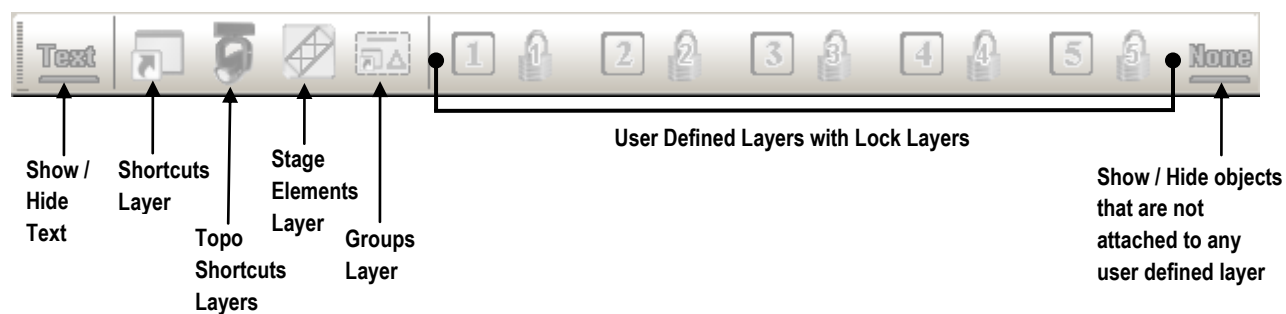 Text
1 1 2 2 3 3 4 4 5 5
None
User Defined Layers with Lock Layers
Show /
Hide
Text
Shortcuts
Layer
Topo
Shortcuts
Layers
Stage
Elements
Layer
Groups
Layer
Show / Hide objects
that are not
attached to any
user defined layer